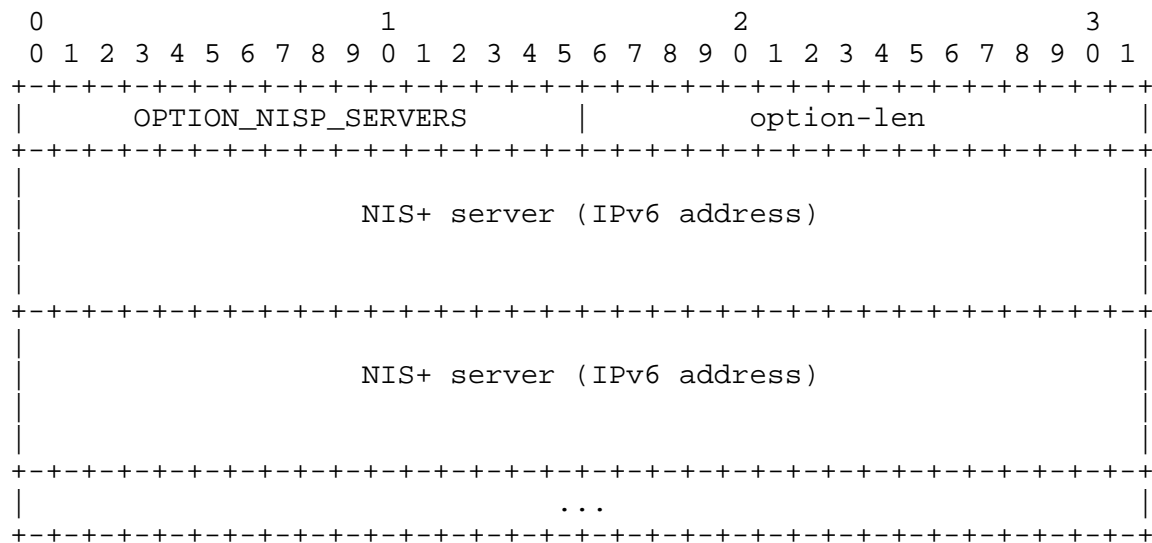 0                   1                   2                   3
 0 1 2 3 4 5 6 7 8 9 0 1 2 3 4 5 6 7 8 9 0 1 2 3 4 5 6 7 8 9 0 1
+-+-+-+-+-+-+-+-+-+-+-+-+-+-+-+-+-+-+-+-+-+-+-+-+-+-+-+-+-+-+-+-+
|      OPTION_NISP_SERVERS      |         option-len            |
+-+-+-+-+-+-+-+-+-+-+-+-+-+-+-+-+-+-+-+-+-+-+-+-+-+-+-+-+-+-+-+-+
|                                                               |
|                   NIS+ server (IPv6 address)                  |
|                                                               |
|                                                               |
+-+-+-+-+-+-+-+-+-+-+-+-+-+-+-+-+-+-+-+-+-+-+-+-+-+-+-+-+-+-+-+-+
|                                                               |
|                   NIS+ server (IPv6 address)                  |
|                                                               |
|                                                               |
+-+-+-+-+-+-+-+-+-+-+-+-+-+-+-+-+-+-+-+-+-+-+-+-+-+-+-+-+-+-+-+-+
|                              ...                              |
+-+-+-+-+-+-+-+-+-+-+-+-+-+-+-+-+-+-+-+-+-+-+-+-+-+-+-+-+-+-+-+-+